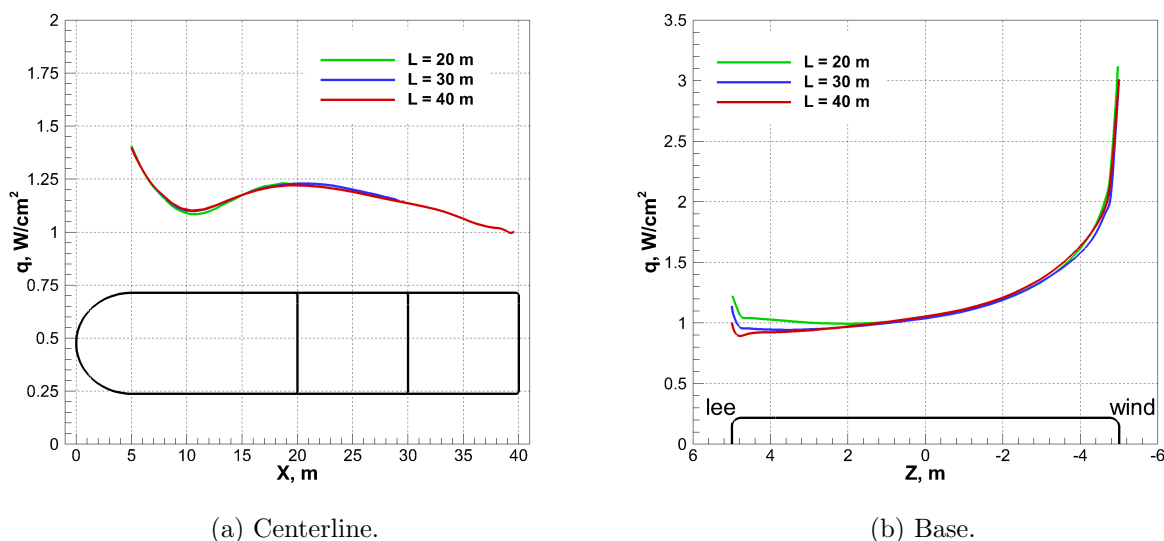 2
1.75
1.5
1.25
1
0.75
0.5
0.25
0
q, W/cm²
L = 20 m
L = 30 m
L = 40 m
0 5 10 15 20 25 30 35 40
X, m
(a) Centerline.
3.5
3
2.5
2
1.5
1
0.5
0
q, W/cm²
L = 20 m
L = 30 m
L = 40 m
lee wind
6 4 2 0 -2 -4 -6
Z, m
(b) Base.